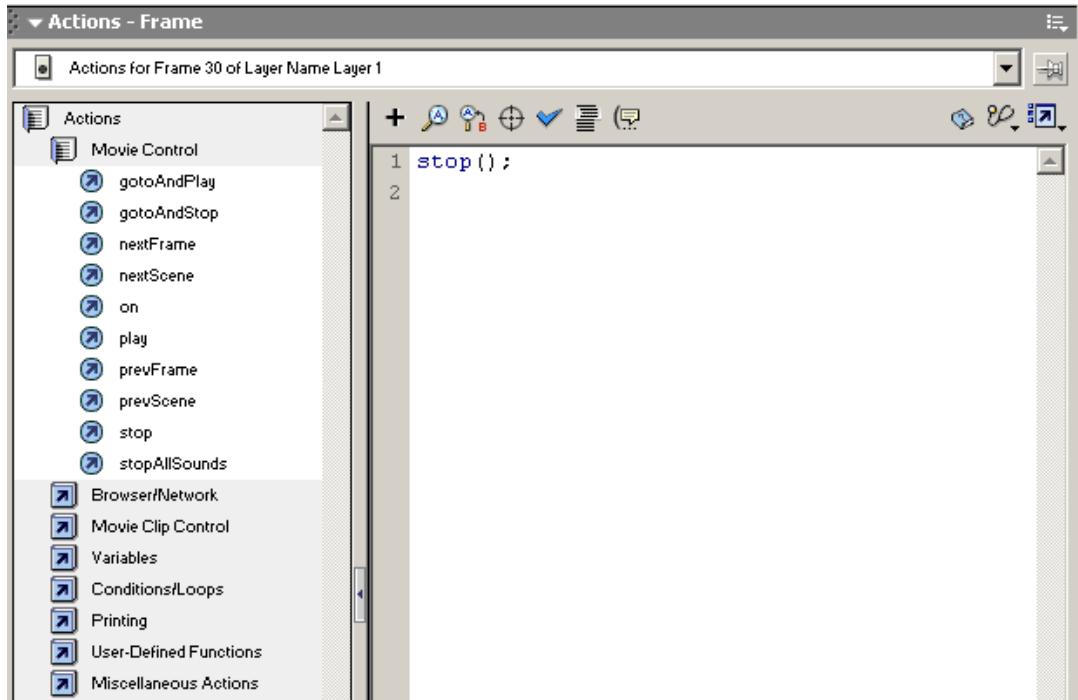 Actions - Frame
Actions for Frame 30 of Layer Name Layer 1
Actions
Movie Control
gotoAndPlay
gotoAndStop
nextFrame
nextScene
on
play
prevFrame
prevScene
stop
stopAllSounds
Browser/Network
Movie Clip Control
Variables
Conditions/Loops
Printing
User-Defined Functions
Miscellaneous Actions
1 stop();
2